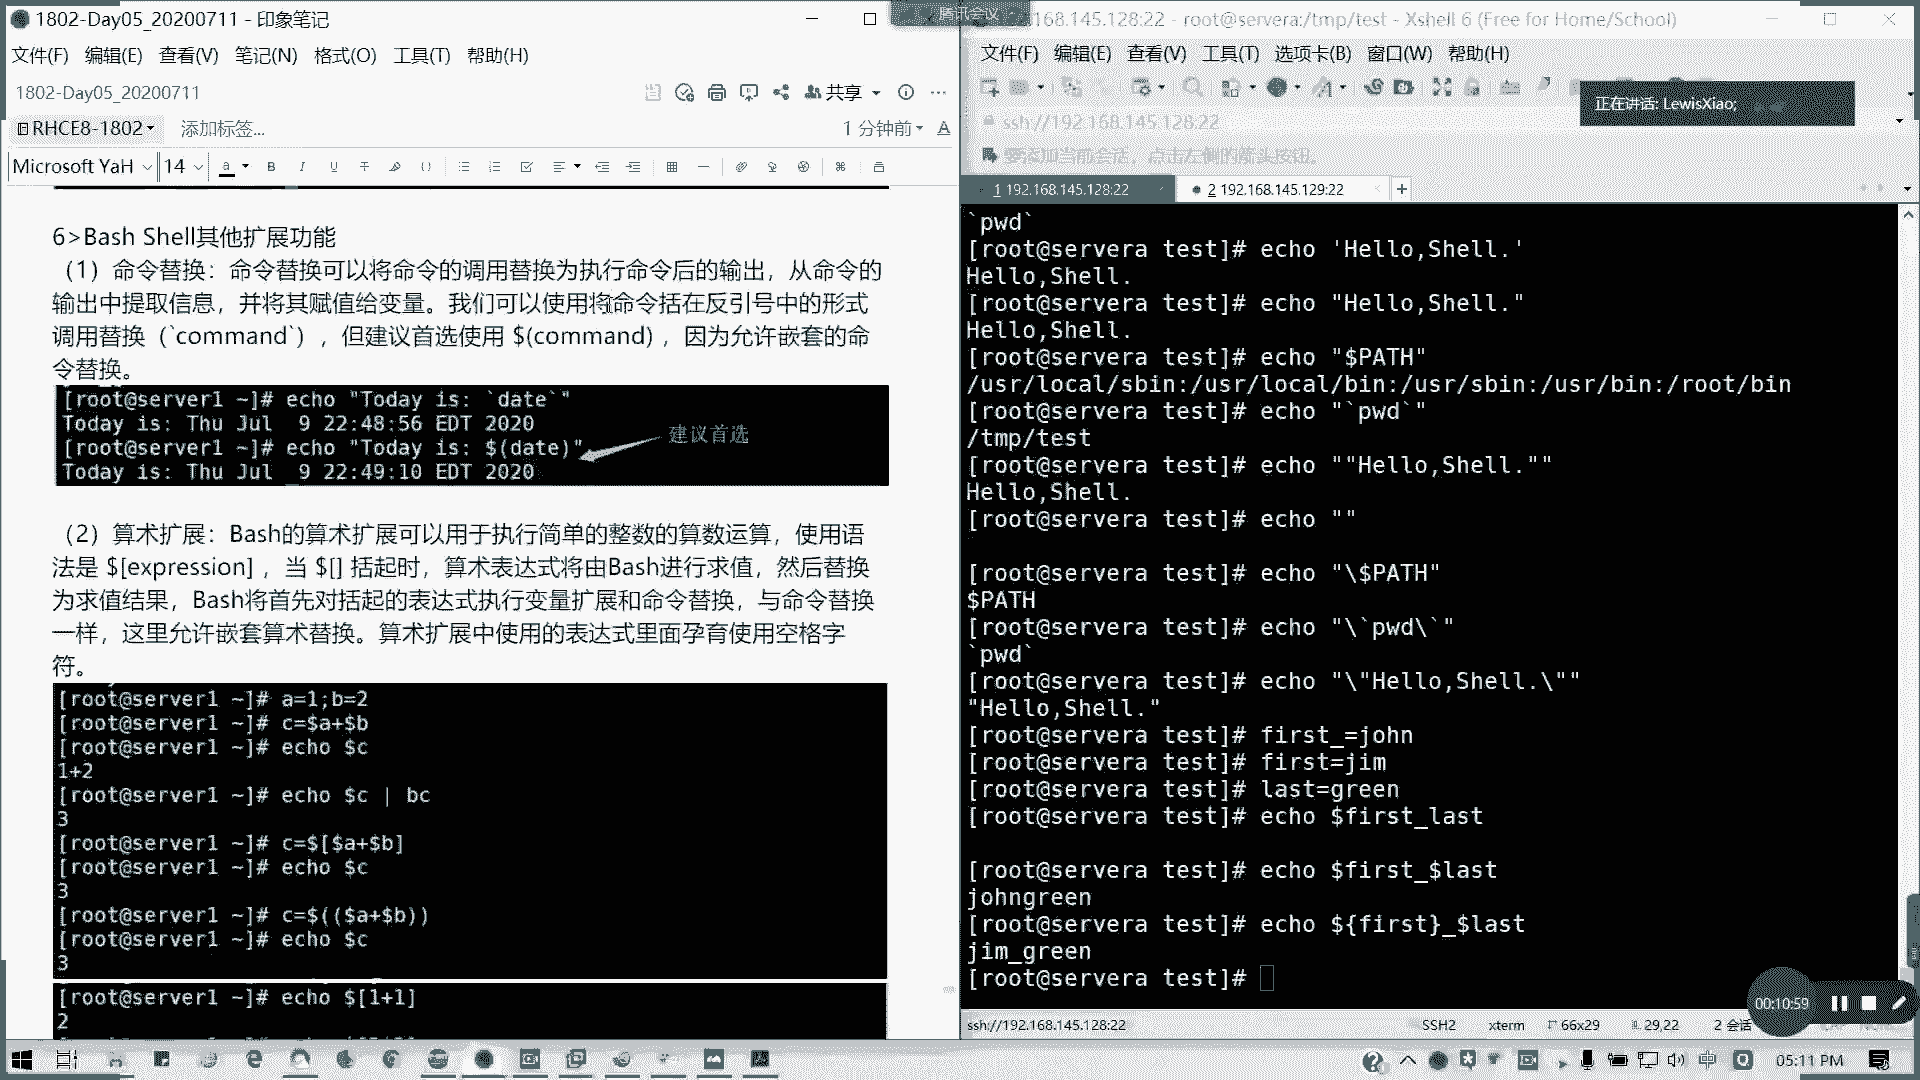 1802-Day05_20200711 - 印象笔记
文件(F) 编辑(E) 查看(V) 笔记(N) 格式(O) 工具(T) 帮助(H)
1802-Day05_20200711
共享
RHCE8-1802 添加标签...
1 分钟前
Microsoft YaH 14
6>Bash Shell其他扩展功能
（1）命令替换：命令替换可以将命令的调用替换为执行命令后的输出，从命令的
输出中提取信息，并将其赋值给变量。我们可以使用将命令括在反引号中的形式
调用替换（`command`），但建议首选使用 $(command) ，因为允许嵌套的命
令替换。
[root@server1 ~]# echo "Today is: `date`"
Today is: Thu Jul  9 22:48:56 EDT 2020
[root@server1 ~]# echo "Today is: $(date)"
建议首选
Today is: Thu Jul  9 22:49:10 EDT 2020
（2）算术扩展：Bash的算术扩展可以用于执行简单的整数的算数运算，使用语
法是 $[expression] ，当 $[] 括起时，算术表达式将由Bash进行求值，然后替换
为求值结果，Bash将首先对括起的表达式执行变量扩展和命令替换，与命令替换
一样，这里允许嵌套算术替换。算术扩展中使用的表达式里面孕育使用空格字
符。
[root@server1 ~]# a=1;b=2
[root@server1 ~]# c=$a+$b
[root@server1 ~]# echo $c
1+2
[root@server1 ~]# echo $c | bc
3
[root@server1 ~]# c=$[$a+$b]
[root@server1 ~]# echo $c
3
[root@server1 ~]# c=$(($a+$b))
[root@server1 ~]# echo $c
3
[root@server1 ~]# echo $[1+1]
2
腾讯会议
.168.145.128:22 - root@servera:/tmp/test - Xshell 6 (Free for Home/School)
文件(F) 编辑(E) 查看(V) 工具(T) 选项卡(B) 窗口(W) 帮助(H)
正在讲话: LewisXiao;
ssh://192.168.145.128:22
要添加当前会话，点击左侧的箭头按钮。
1 192.168.145.128:22
2 192.168.145.129:22
`pwd`
[root@servera test]# echo 'Hello,Shell.'
Hello,Shell.
[root@servera test]# echo "Hello,Shell."
Hello,Shell.
[root@servera test]# echo "$PATH"
/usr/local/sbin:/usr/local/bin:/usr/sbin:/usr/bin:/root/bin
[root@servera test]# echo "`pwd`"
/tmp/test
[root@servera test]# echo ""Hello,Shell.""
Hello,Shell.
[root@servera test]# echo ""
[root@servera test]# echo "\$PATH"
$PATH
[root@servera test]# echo "\`pwd\`"
`pwd`
[root@servera test]# echo "\"Hello,Shell.\""
"Hello,Shell."
[root@servera test]# first_=john
[root@servera test]# first=jim
[root@servera test]# last=green
[root@servera test]# echo $first_last
[root@servera test]# echo $first_$last
johngreen
[root@servera test]# echo ${first}_$last
jim_green
[root@servera test]#
00:10:59
ssh://192.168.145.128:22 SSH2 xterm 66x29 29,22 2 会话
中 05:11 PM